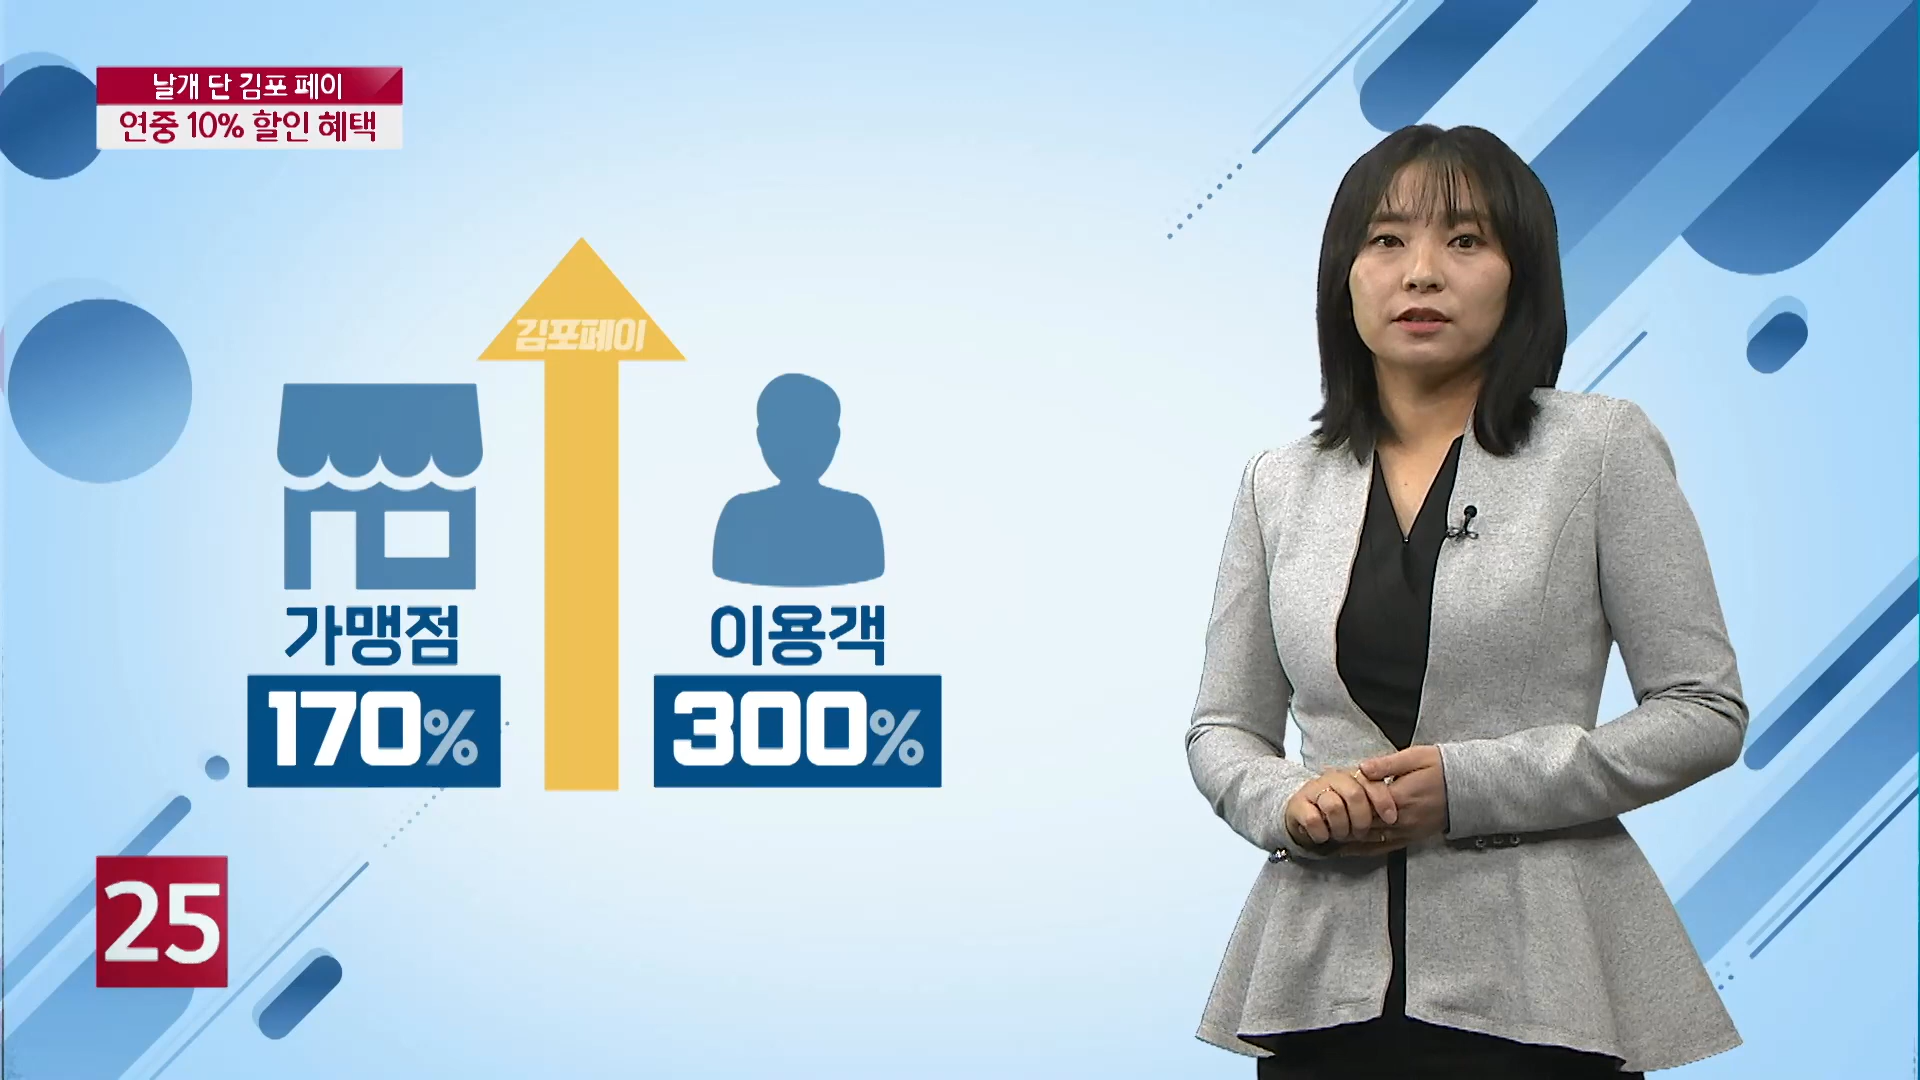 날개 단 김포 페이
연중 10% 할인 혜택
김포페이
가맹점
170%
이용객
300%
25